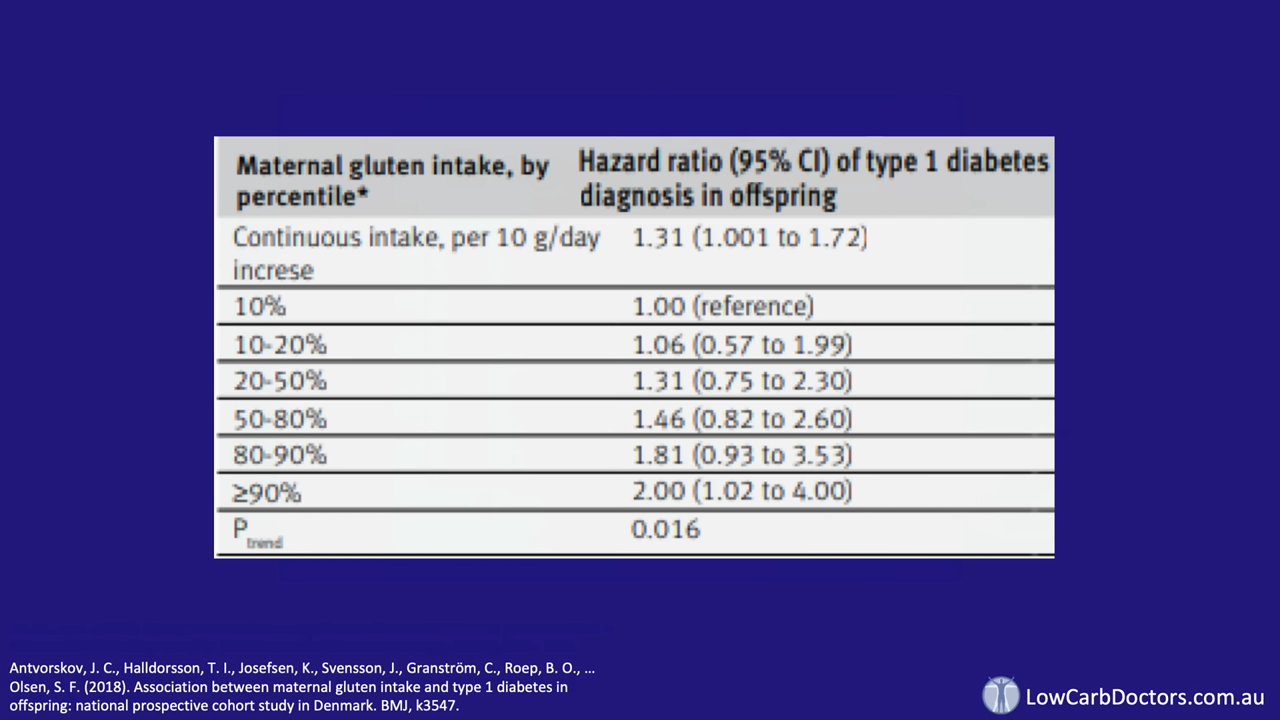 Maternal gluten intake, by percentile*
Hazard ratio (95% CI) of type 1 diabetes diagnosis in offspring
Continuous intake, per 10 g/day increse 1.31 (1.001 to 1.72)
10% 1.00 (reference)
10-20% 1.06 (0.57 to 1.99)
20-50% 1.31 (0.75 to 2.30)
50-80% 1.46 (0.82 to 2.60)
80-90% 1.81 (0.93 to 3.53)
≥90% 2.00 (1.02 to 4.00)
P trend 0.016
Antvorskov, J. C., Halldorsson, T. I., Josefsen, K., Svensson, J., Granström, C., Roep, B. O., ...
Olsen, S. F. (2018). Association between maternal gluten intake and type 1 diabetes in
offspring: national prospective cohort study in Denmark. BMJ, k3547.
LowCarbDoctors.com.au